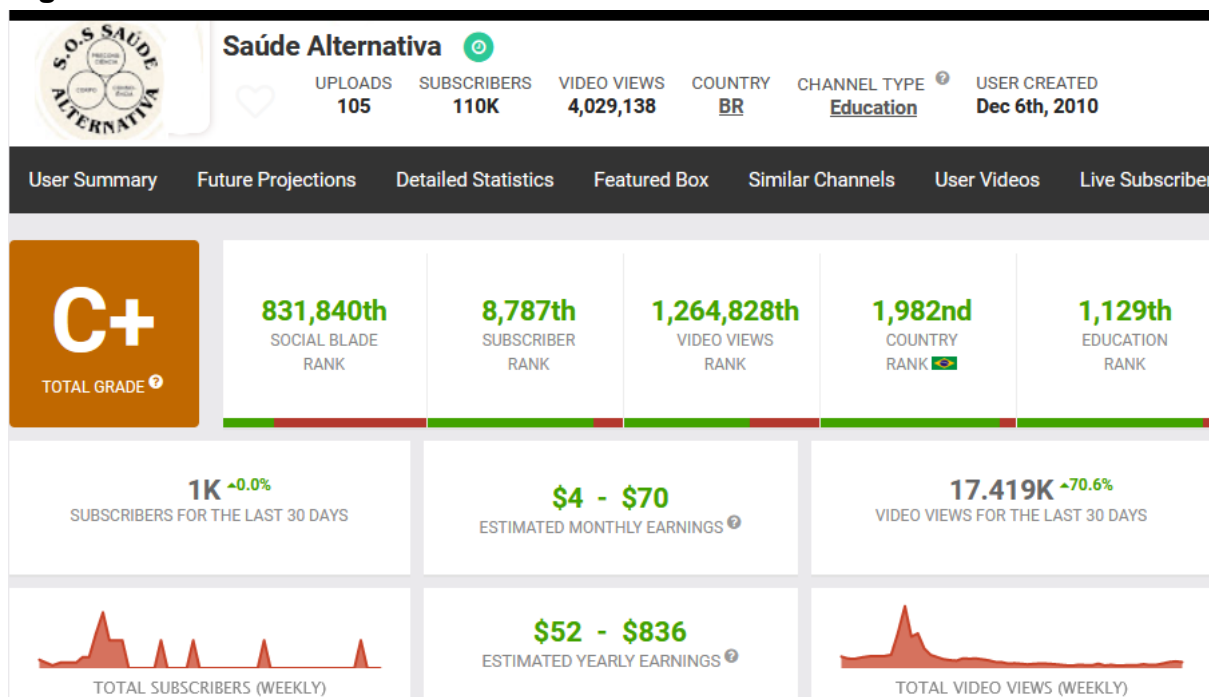 S.O.S SAÚDE
ALTERNATIVA
CORPO
Saúde Alternativa
UPLOADS SUBSCRIBERS VIDEO VIEWS COUNTRY CHANNEL TYPE ? USER CREATED
105 110K 4,029,138 BR Education Dec 6th, 2010
User Summary Future Projections Detailed Statistics Featured Box Similar Channels User Videos Live Subscriber
C+
TOTAL GRADE ?
831,840th 8,787th 1,264,828th 1,982nd 1,129th
SOCIAL BLADE SUBSCRIBER VIDEO VIEWS COUNTRY EDUCATION
RANK RANK RANK RANK RANK
1K 0.0%
SUBSCRIBERS FOR THE LAST 30 DAYS
$4 - $70
ESTIMATED MONTHLY EARNINGS ?
17.419K 70.6%
VIDEO VIEWS FOR THE LAST 30 DAYS
TOTAL SUBSCRIBERS (WEEKLY)
$52 - $836
ESTIMATED YEARLY EARNINGS ?
TOTAL VIDEO VIEWS (WEEKLY)